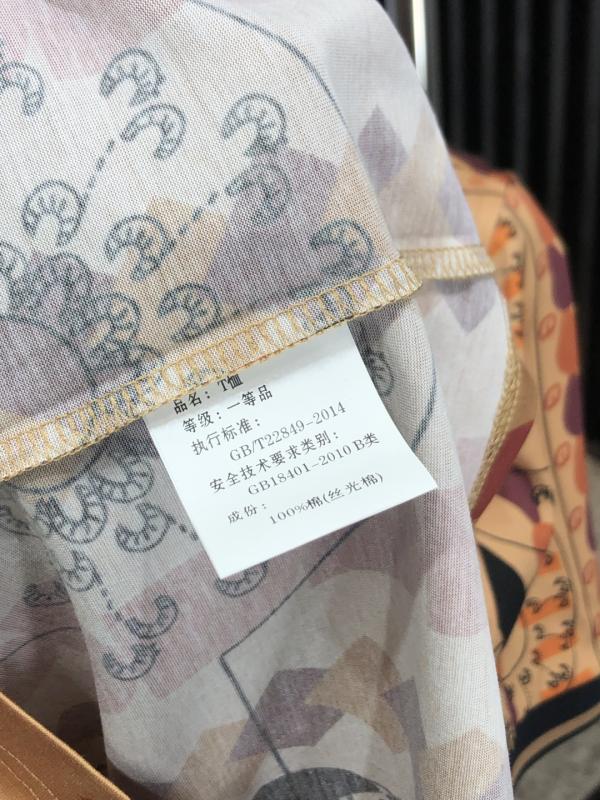 品名：T恤
等级：一等品
执行标准：
GB/T22849-2014
安全技术要求类别：
GB18401-2010 B类
成份：100%棉(丝光棉)